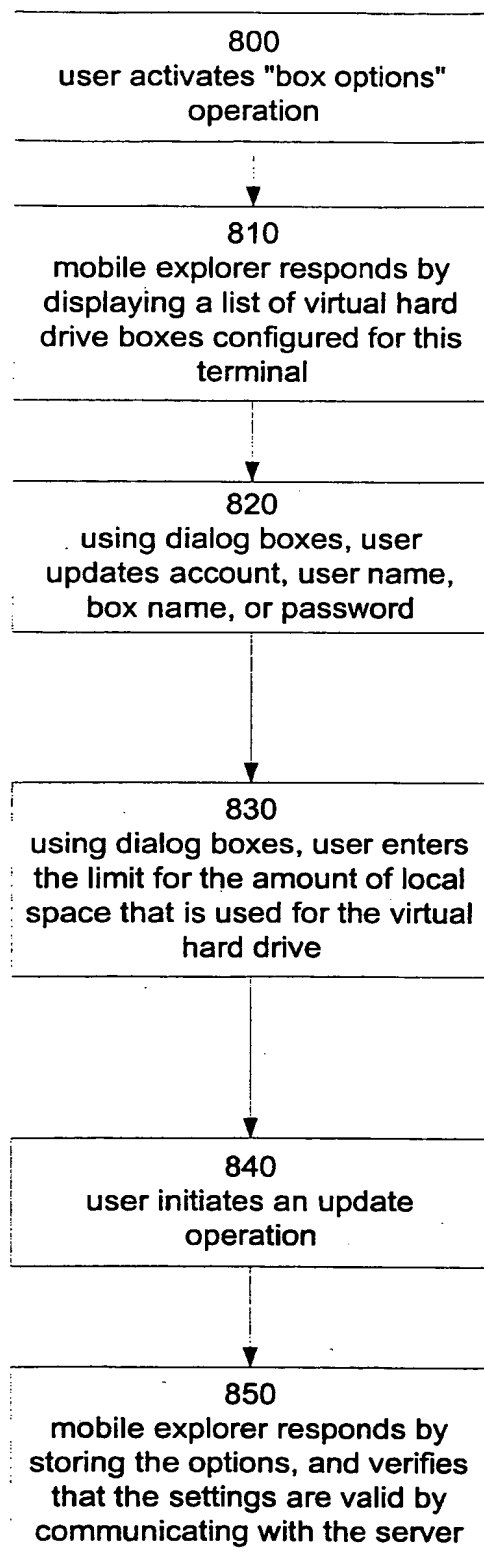 800
user activates "box options"
operation
810
mobile explorer responds by
displaying a list of virtual hard
drive boxes configured for this
terminal
820
using dialog boxes, user
updates account, user name,
box name, or password
830
using dialog boxes, user enters
the limit for the amount of local
space that is used for the virtual
hard drive
840
user initiates an update
operation
850
mobile explorer responds by
storing the options, and verifies
that the settings are valid by
communicating with the server